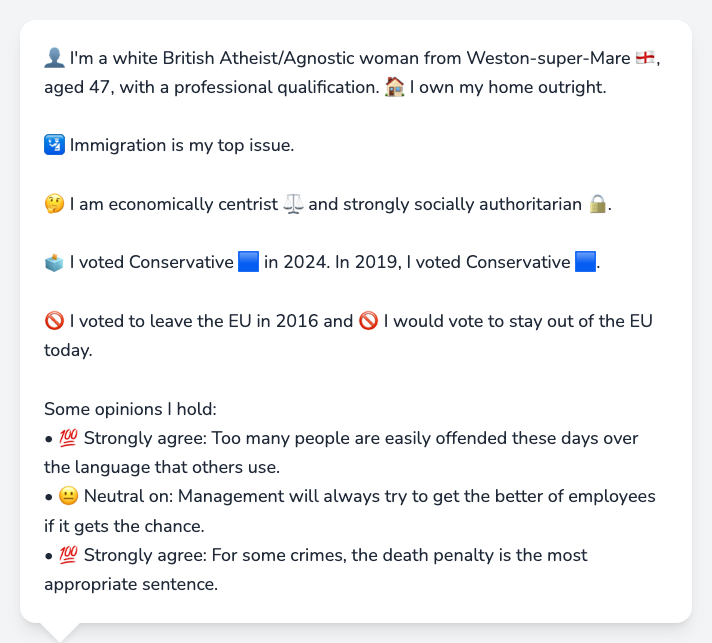 👤 I'm a white British Atheist/Agnostic woman from Weston-super-Mare 🏴󠁧󠁢󠁥󠁮󠁧󠁿,
aged 47, with a professional qualification. 🏠 I own my home outright.
🛂 Immigration is my top issue.
🤔 I am economically centrist ⚖️ and strongly socially authoritarian 🔒.
🗳️ I voted Conservative 🟦 in 2024. In 2019, I voted Conservative 🟦.
🚫 I voted to leave the EU in 2016 and 🚫 I would vote to stay out of the EU
today.
Some opinions I hold:
• 💯 Strongly agree: Too many people are easily offended these days over
the language that others use.
• 😐 Neutral on: Management will always try to get the better of employees
if it gets the chance.
• 💯 Strongly agree: For some crimes, the death penalty is the most
appropriate sentence.